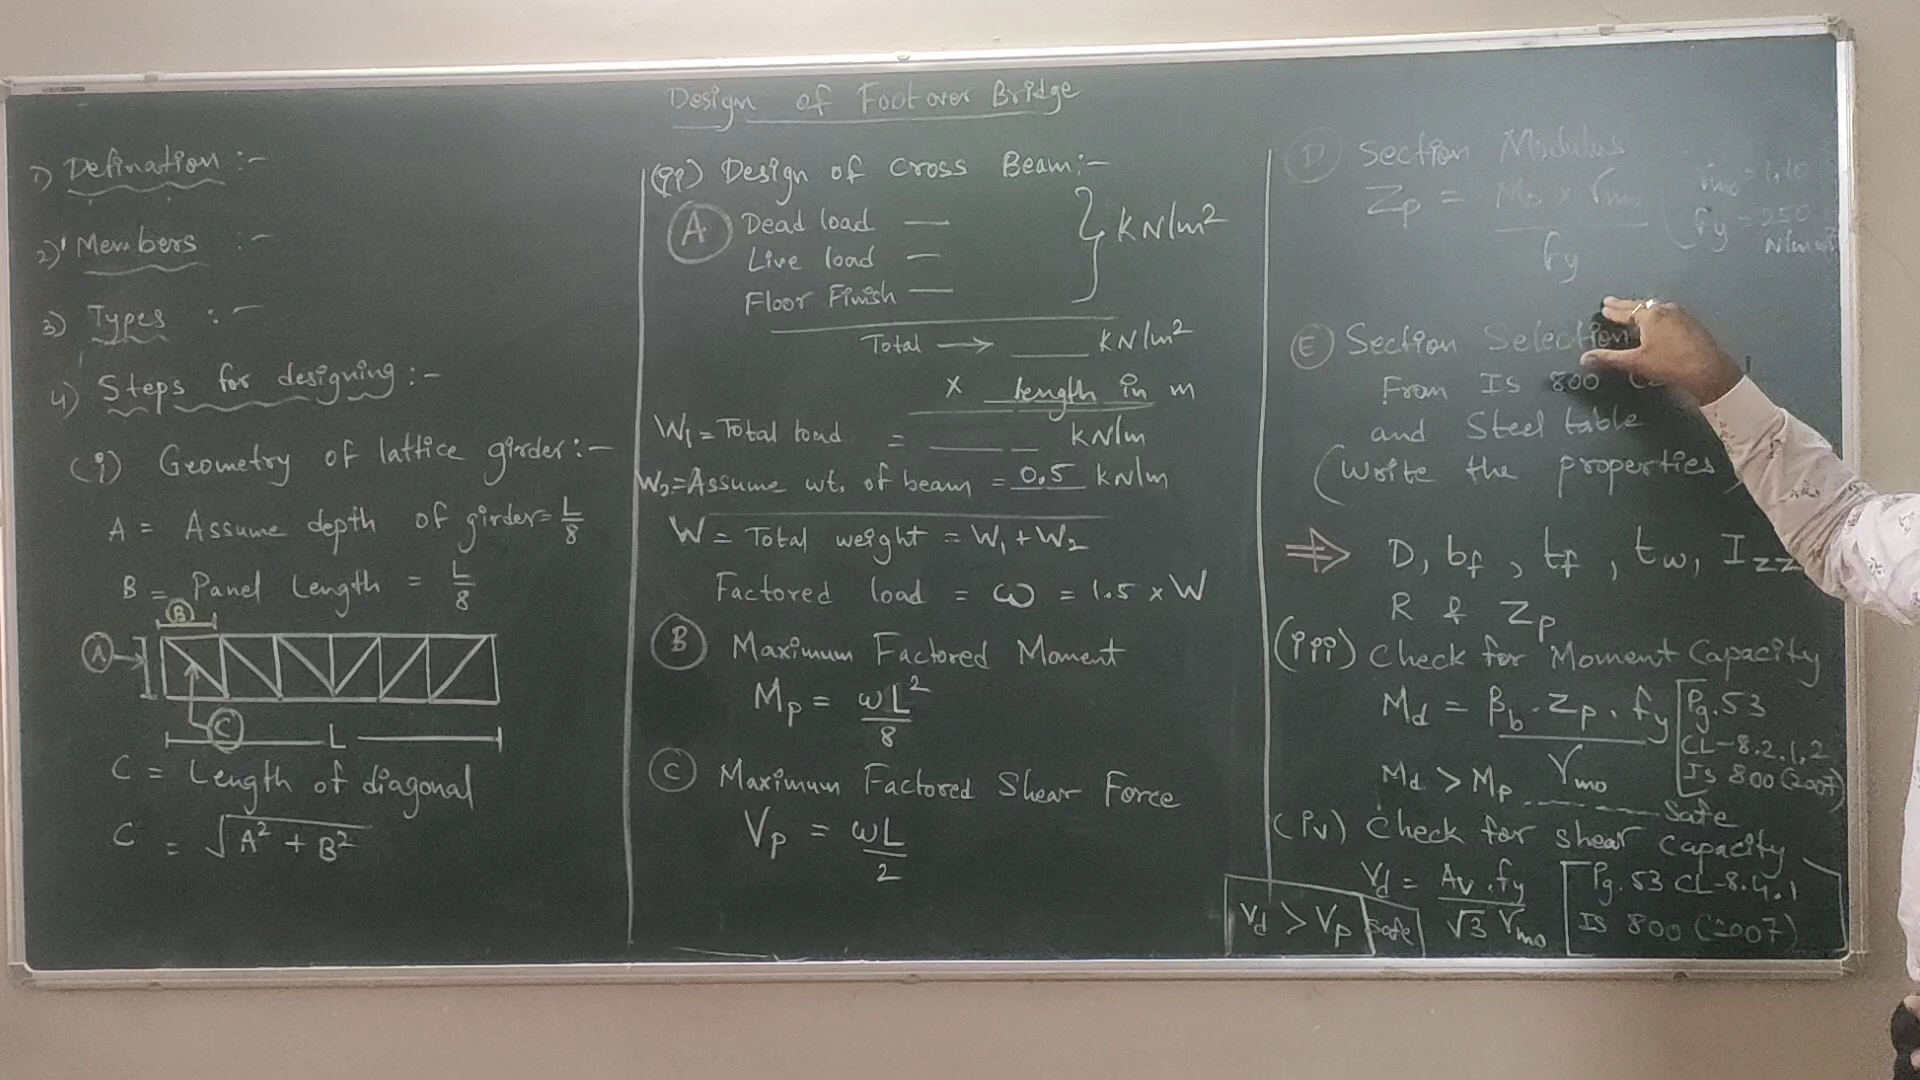 Design of Foot over Bridge
1) Defination :-
2) Members :-
3) Types :-
4) Steps for designing :-
(i) Geometry of lattice girder :-
A = Assume depth of girder = L/8
B = Panel Length = L/8
B
A
C
L
C = Length of diagonal
C = √A² + B²
(ii) Design of Cross Beam :-
A Dead load —
Live load —
Floor Finish —
} KN/m²
Total → ___ KN/m²
x length in m
W₁ = Total load = ___ KN/m
W₂ = Assume wt. of beam = 0.5 KN/m
W = Total weight = W₁ + W₂
Factored load = ω = 1.5 x W
B Maximum Factored Moment
Mp = ωL²/8
C Maximum Factored Shear Force
Vp = ωL/2
D Section Modulus
Zp = Mp x γmo / fy
γmo = 1.10
fy = 250 N/mm²
E Section Selection
From Is 800
and Steel table
(write the properties)
⇒ D, bf, tf, tw, Izz
R & Zp
(iii) Check for Moment Capacity
Md = βb . Zp . fy / γmo
[Pg. 53
CL-8.2.1.2
Is 800 (2007)
Md > Mp ---- Safe
(iv) Check for shear Capacity
Vd = Av . fy / √3 γmo
[Pg. 53 CL-8.4.1
Is 800 (2007)
Vd > Vp Safe